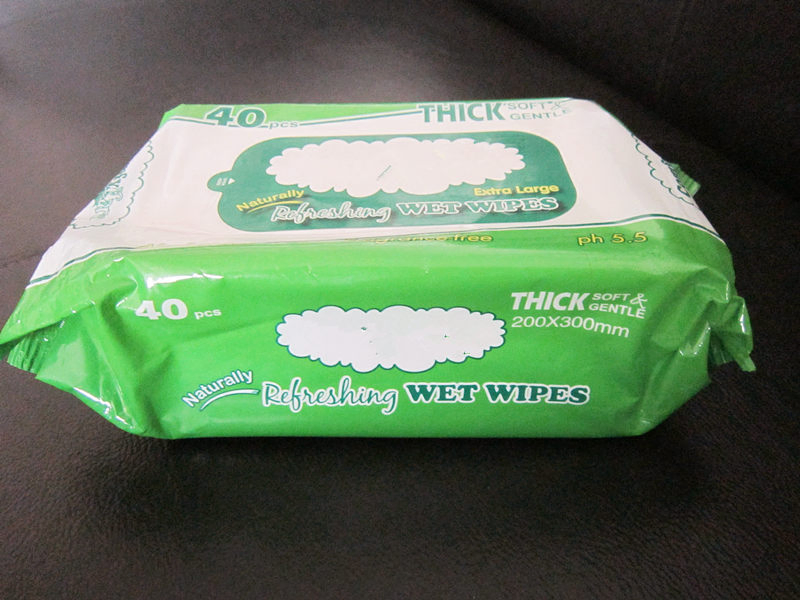 40 pcs
THICK SOFT &
GENTLE
Naturally
Extra Large
Refreshing WET WIPES
free
ph 5.5
40 pcs
THICK SOFT &
GENTLE
200X300mm
Naturally
Refreshing WET WIPES